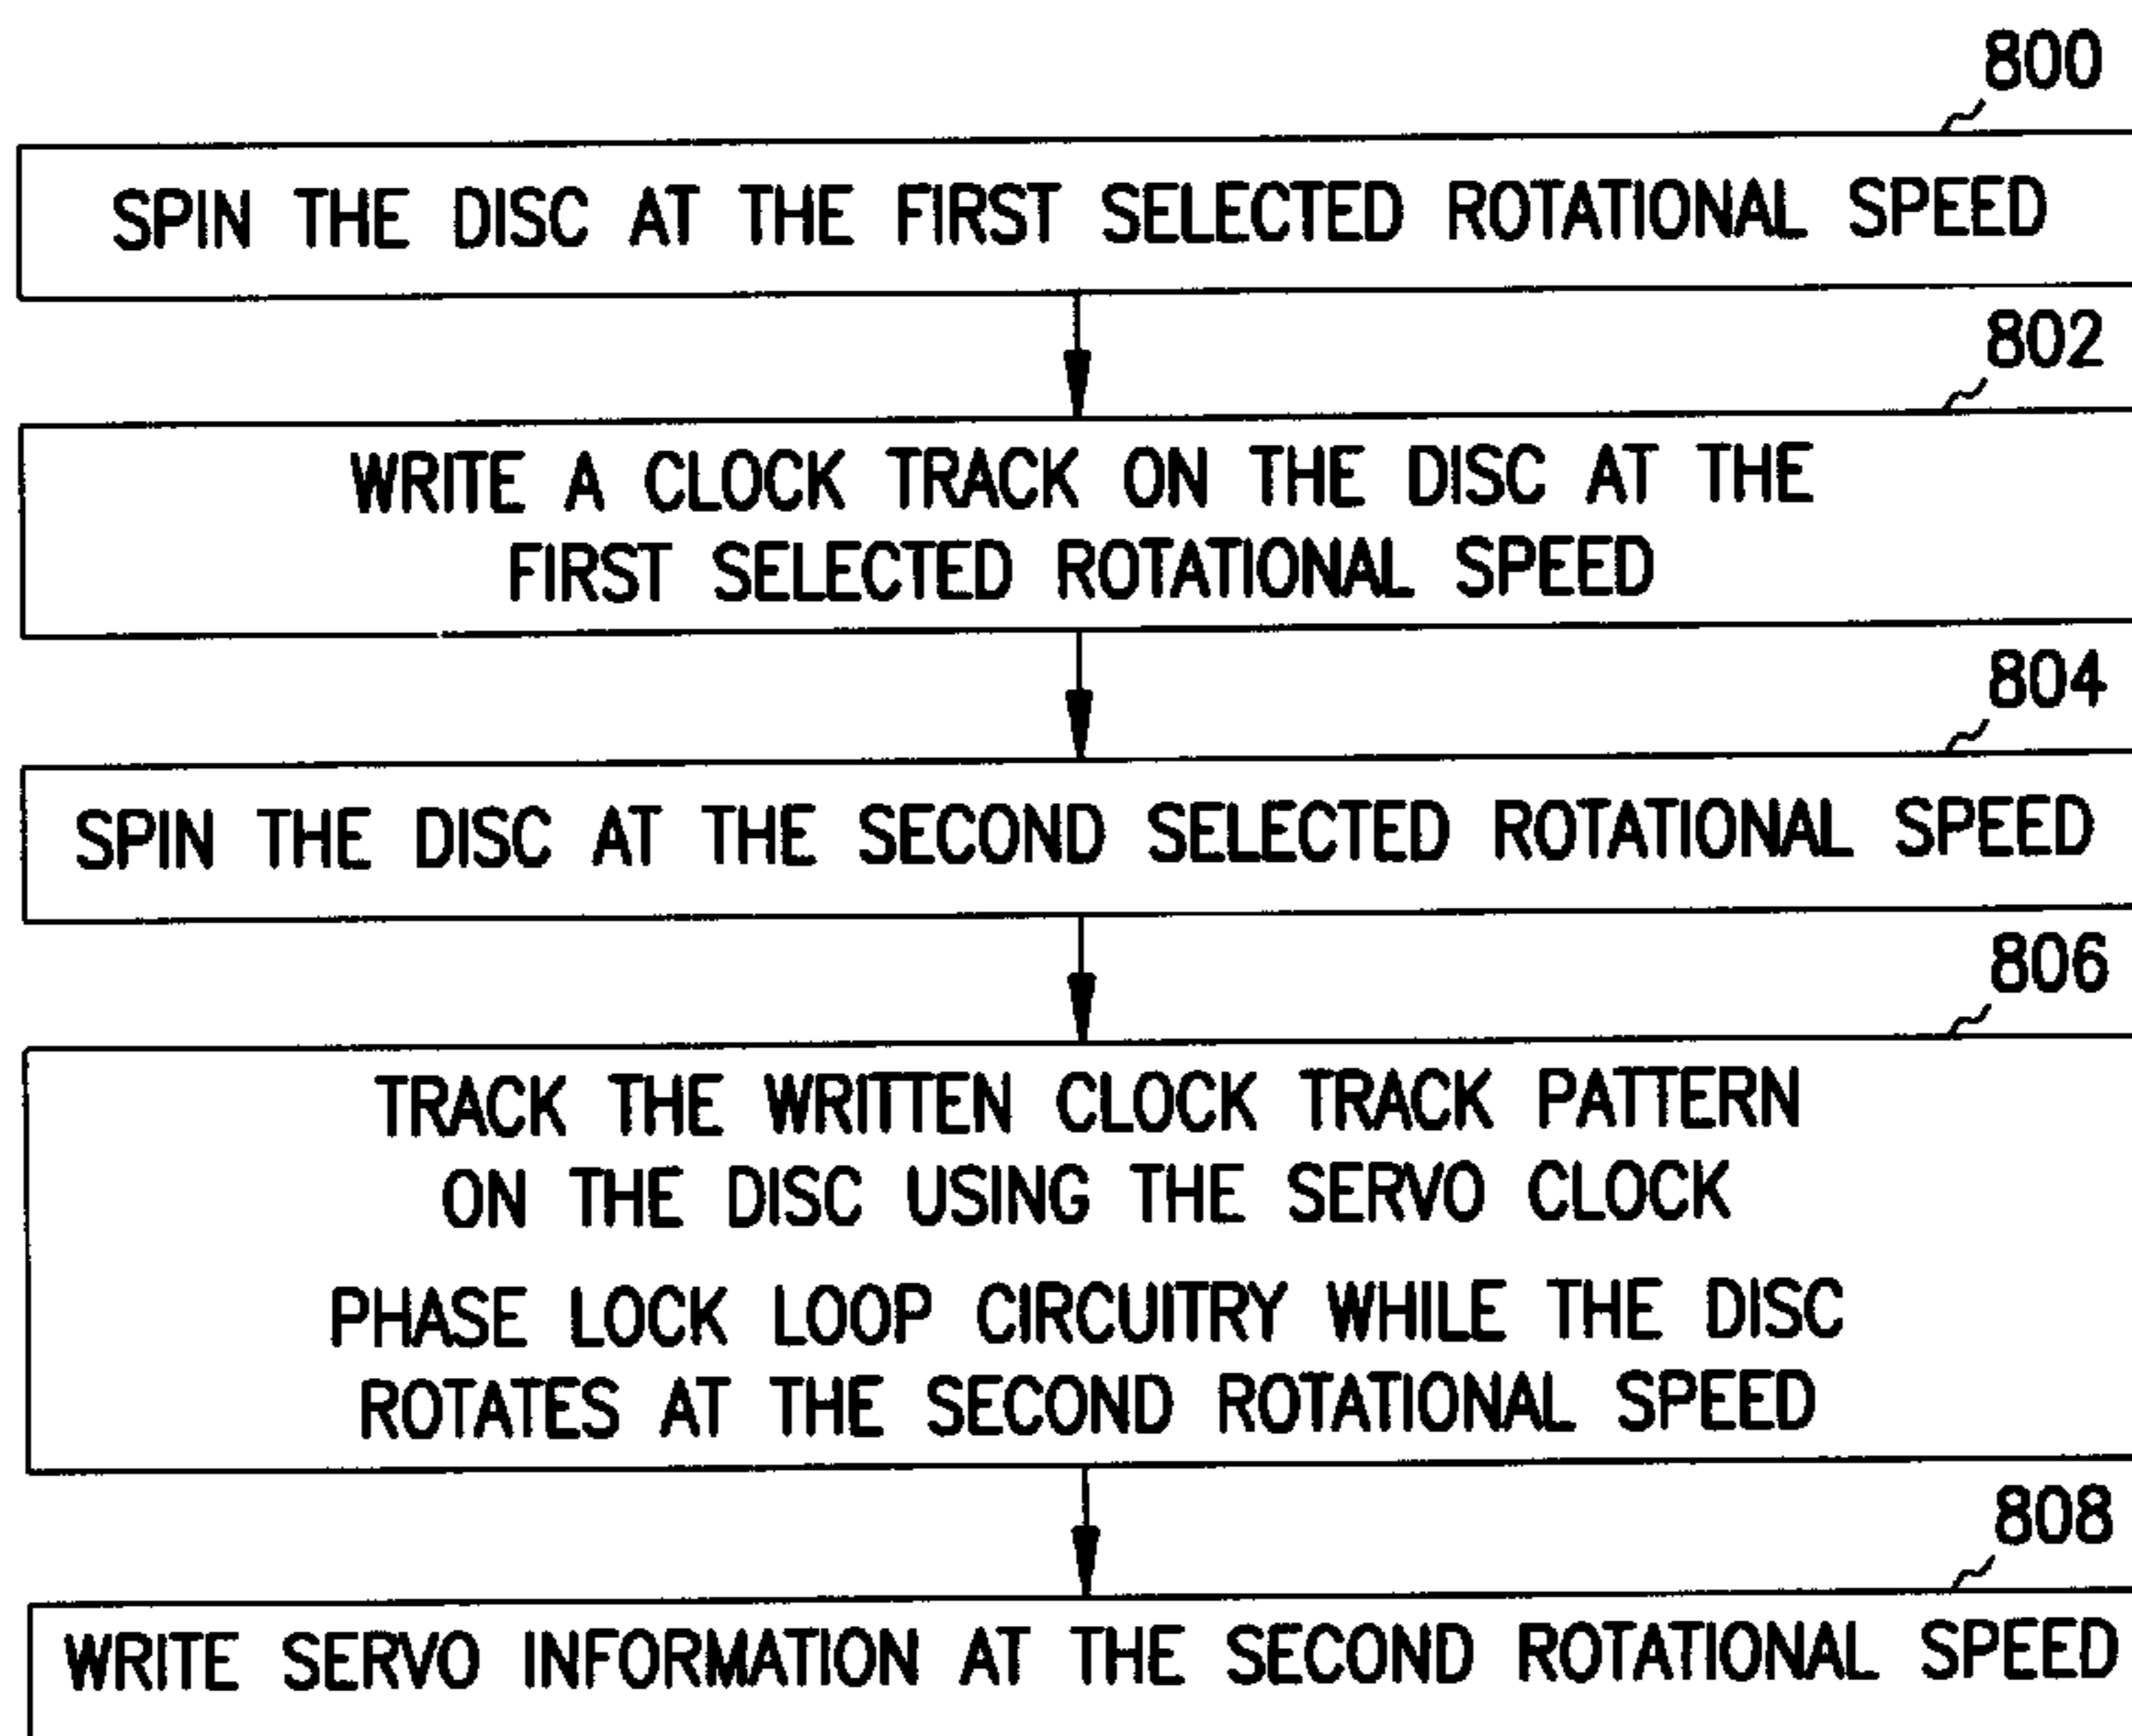 800
SPIN THE DISC AT THE FIRST SELECTED ROTATIONAL SPEED
802
WRITE A CLOCK TRACK ON THE DISC AT THE
FIRST SELECTED ROTATIONAL SPEED
804
SPIN THE DISC AT THE SECOND SELECTED ROTATIONAL SPEED
806
TRACK THE WRITTEN CLOCK TRACK PATTERN
ON THE DISC USING THE SERVO CLOCK
PHASE LOCK LOOP CIRCUITRY WHILE THE DISC
ROTATES AT THE SECOND ROTATIONAL SPEED
808
WRITE SERVO INFORMATION AT THE SECOND ROTATIONAL SPEED